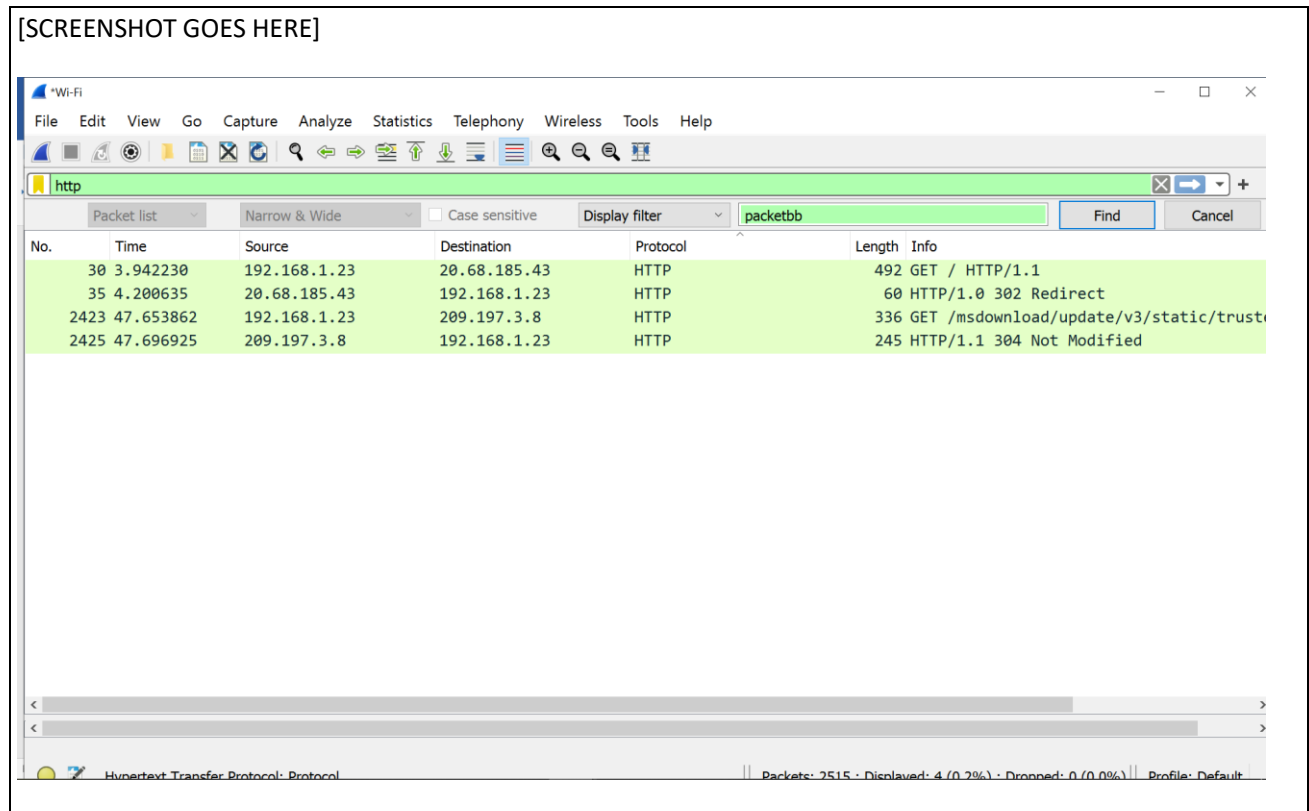 [SCREENSHOT GOES HERE]
*Wi-Fi
File Edit View Go Capture Analyze Statistics Telephony Wireless Tools Help
http
Packet list Narrow & Wide Case sensitive Display filter packetbb Find Cancel
No. Time Source Destination Protocol Length Info
30 3.942230 192.168.1.23 20.68.185.43 HTTP 492 GET / HTTP/1.1
35 4.200635 20.68.185.43 192.168.1.23 HTTP 60 HTTP/1.0 302 Redirect
2423 47.653862 192.168.1.23 209.197.3.8 HTTP 336 GET /msdownload/update/v3/static/truste
2425 47.696925 209.197.3.8 192.168.1.23 HTTP 245 HTTP/1.1 304 Not Modified
Hypertext Transfer Protocol: Protocol Packets: 2515 · Displayed: 4 (0.2%) · Dropped: 0 (0.0%) Profile: Default